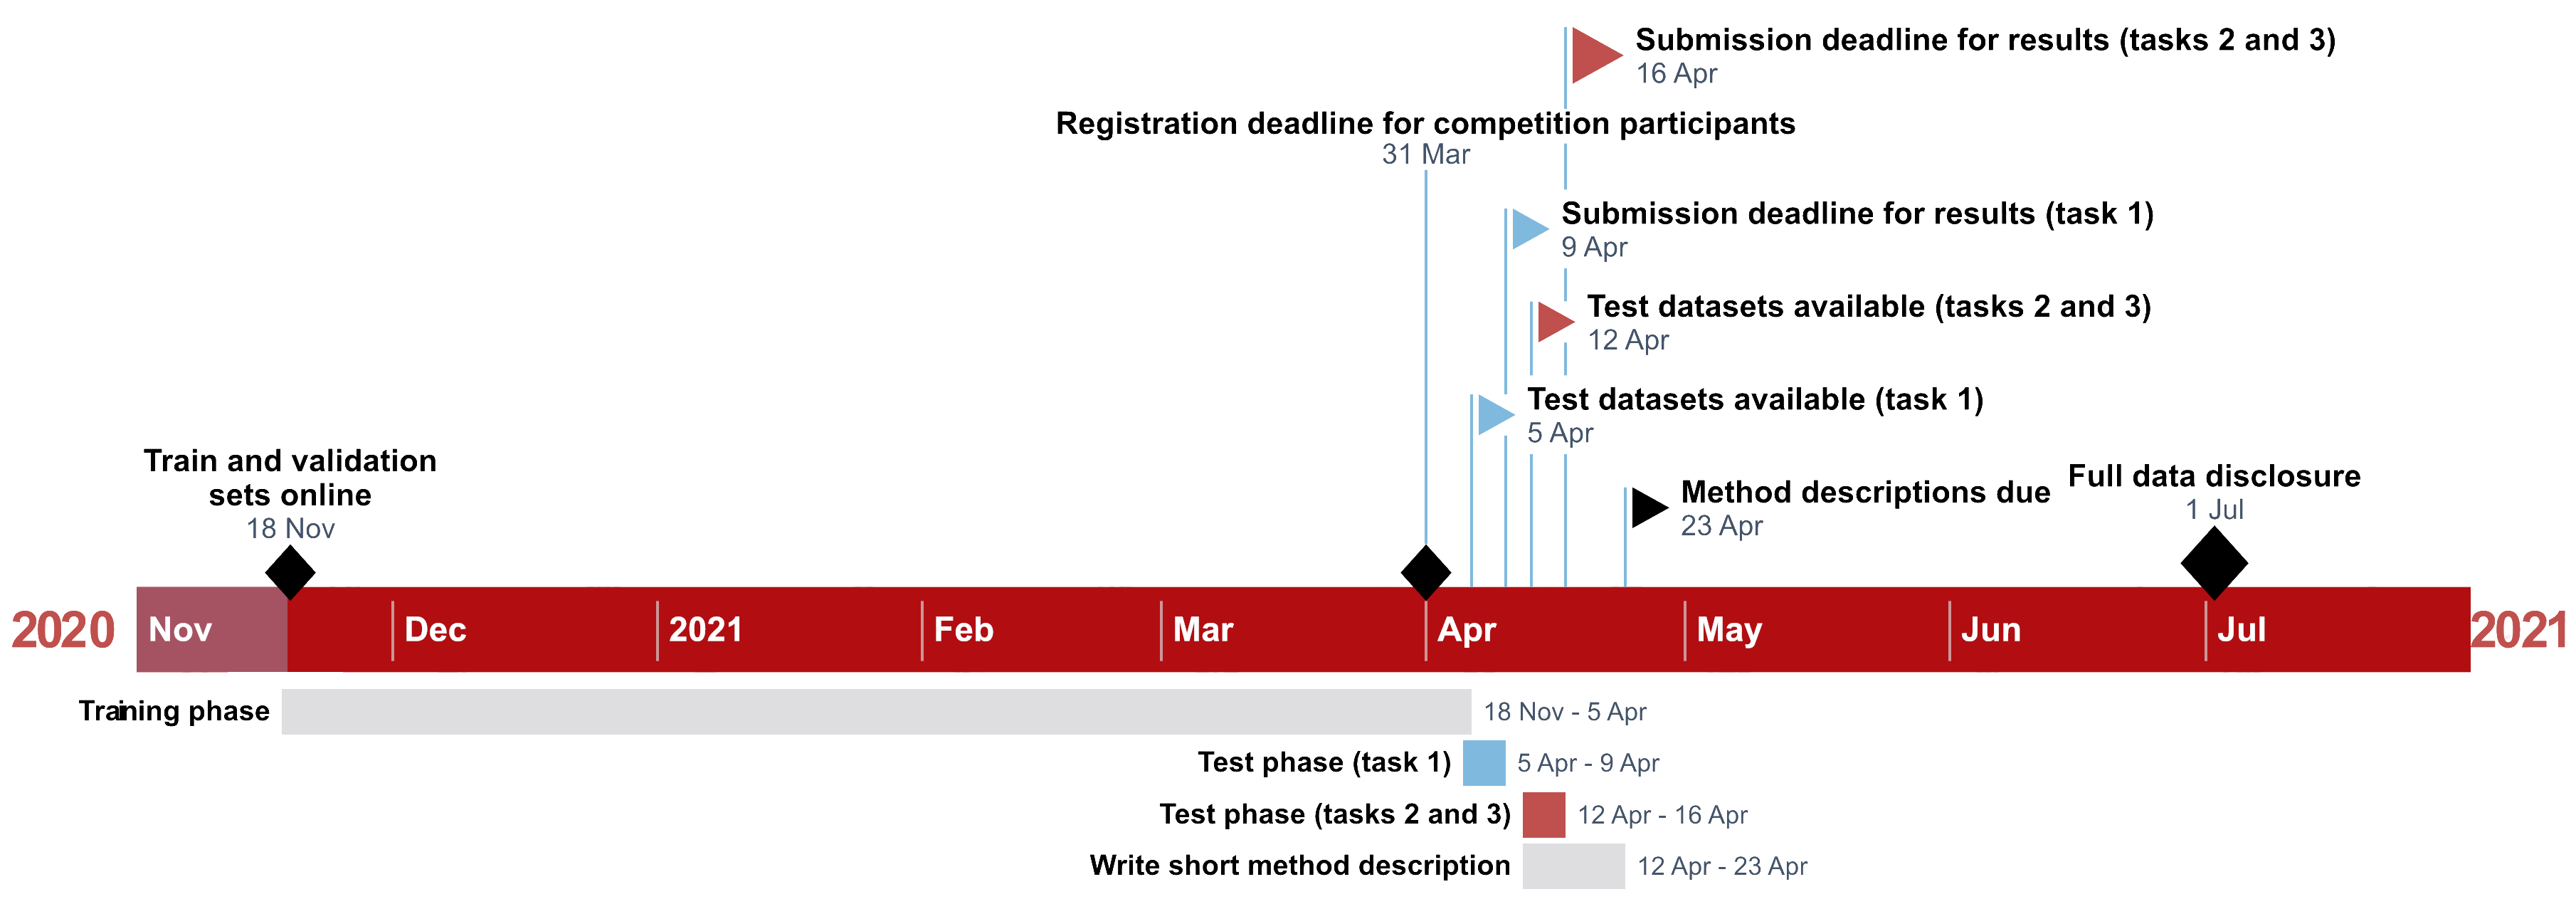 Submission deadline for results (tasks 2 and 3)
16 Apr
Registration deadline for competition participants
31 Mar
Submission deadline for results (task 1)
9 Apr
Test datasets available (tasks 2 and 3)
12 Apr
Test datasets available (task 1)
5 Apr
Train and validation
sets online
18 Nov
Method descriptions due
23 Apr
Full data disclosure
1 Jul
2020 Nov Dec 2021 Feb Mar Apr May Jun Jul 2021
Training phase 18 Nov - 5 Apr
Test phase (task 1) 5 Apr - 9 Apr
Test phase (tasks 2 and 3) 12 Apr - 16 Apr
Write short method description 12 Apr - 23 Apr